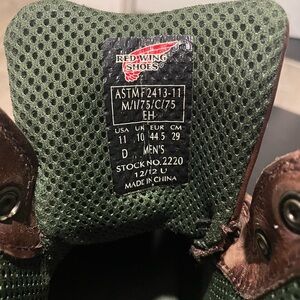 RED WING
SHOES
ASTM F2413-11
M/I/75/C/75
EH
USA UK EUR CM
11 10 44.5 29
D MEN'S
STOCK NO. 2220
12/12 U
MADE IN CHINA